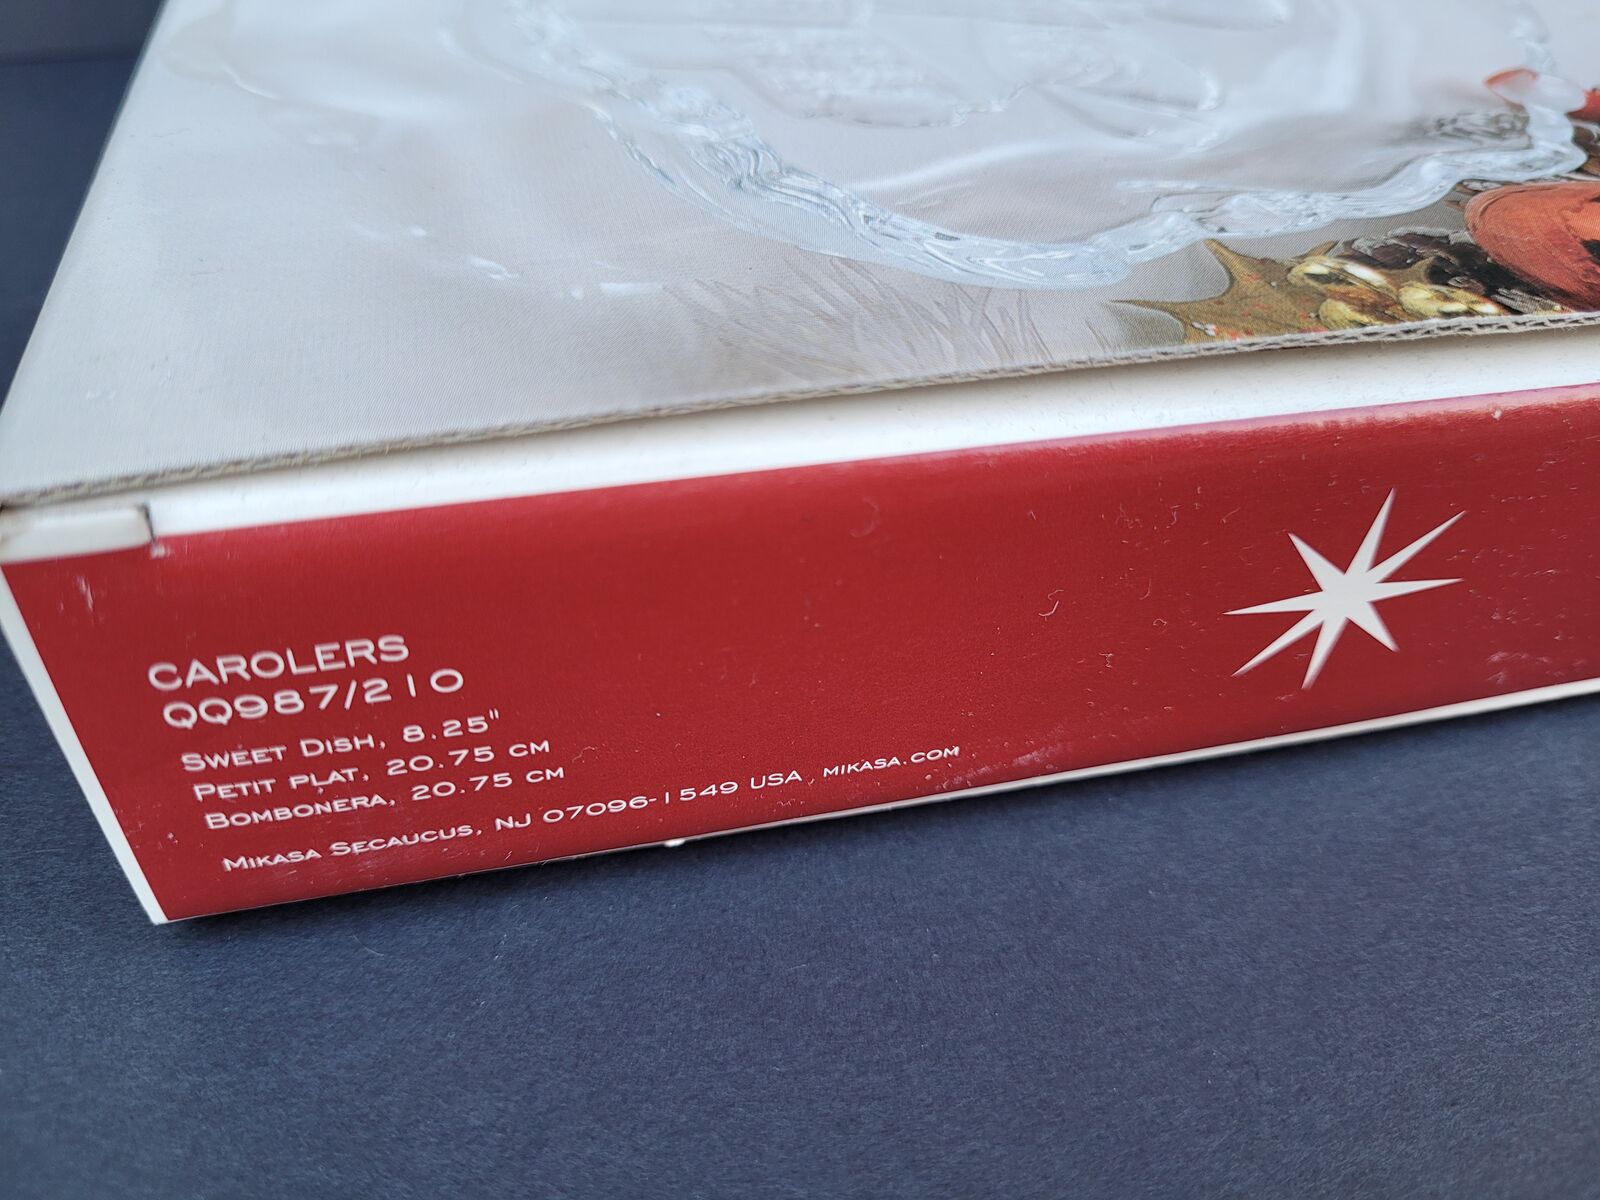 CAROLERS
QQ987/210
SWEET DISH, 8.25"
PETIT PLAT, 20.75 CM
BOMBONERA, 20.75 CM
MIKASA SECAUCUS, NJ 07096-1549 USA MIKASA.COM